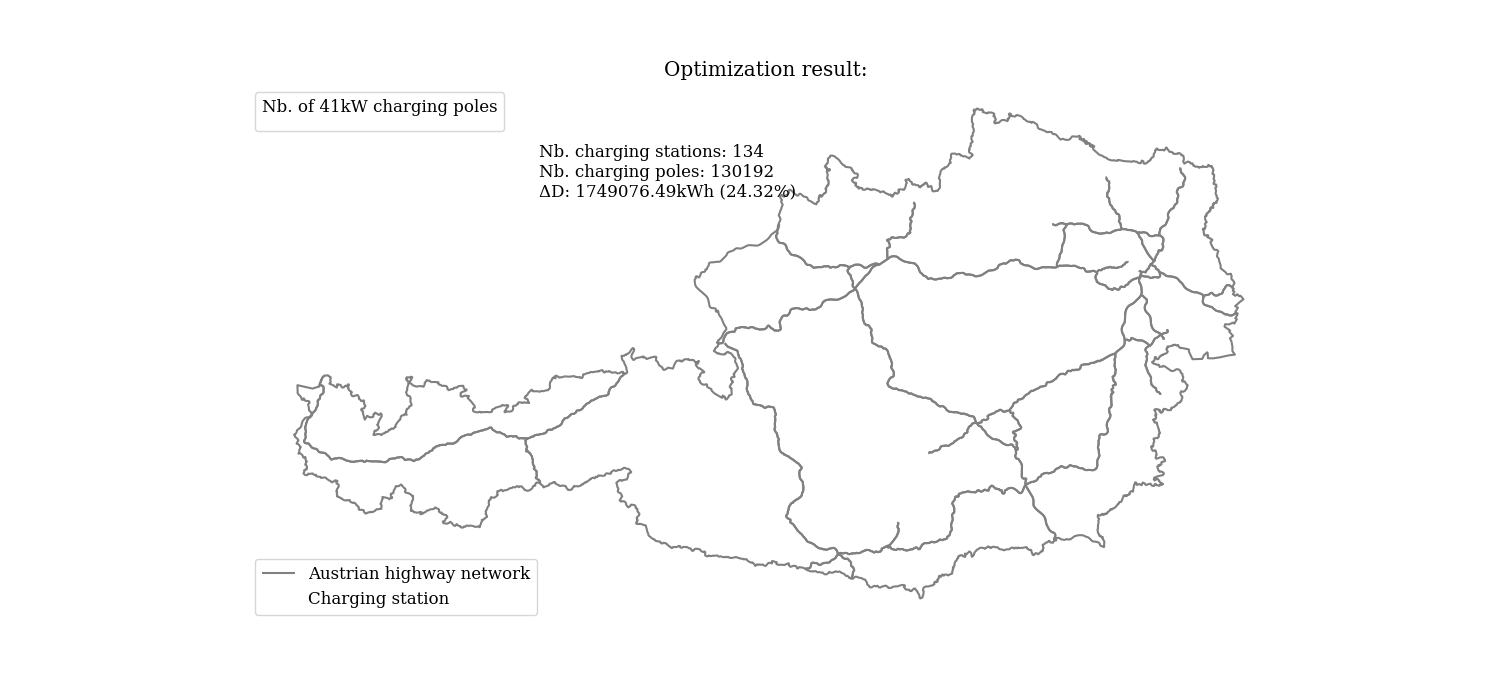 Optimization result:
Nb. of 41kW charging poles
Nb. charging stations: 134
Nb. charging poles: 130192
ΔD: 1749076.49kWh (24.32%)
Austrian highway network
Charging station